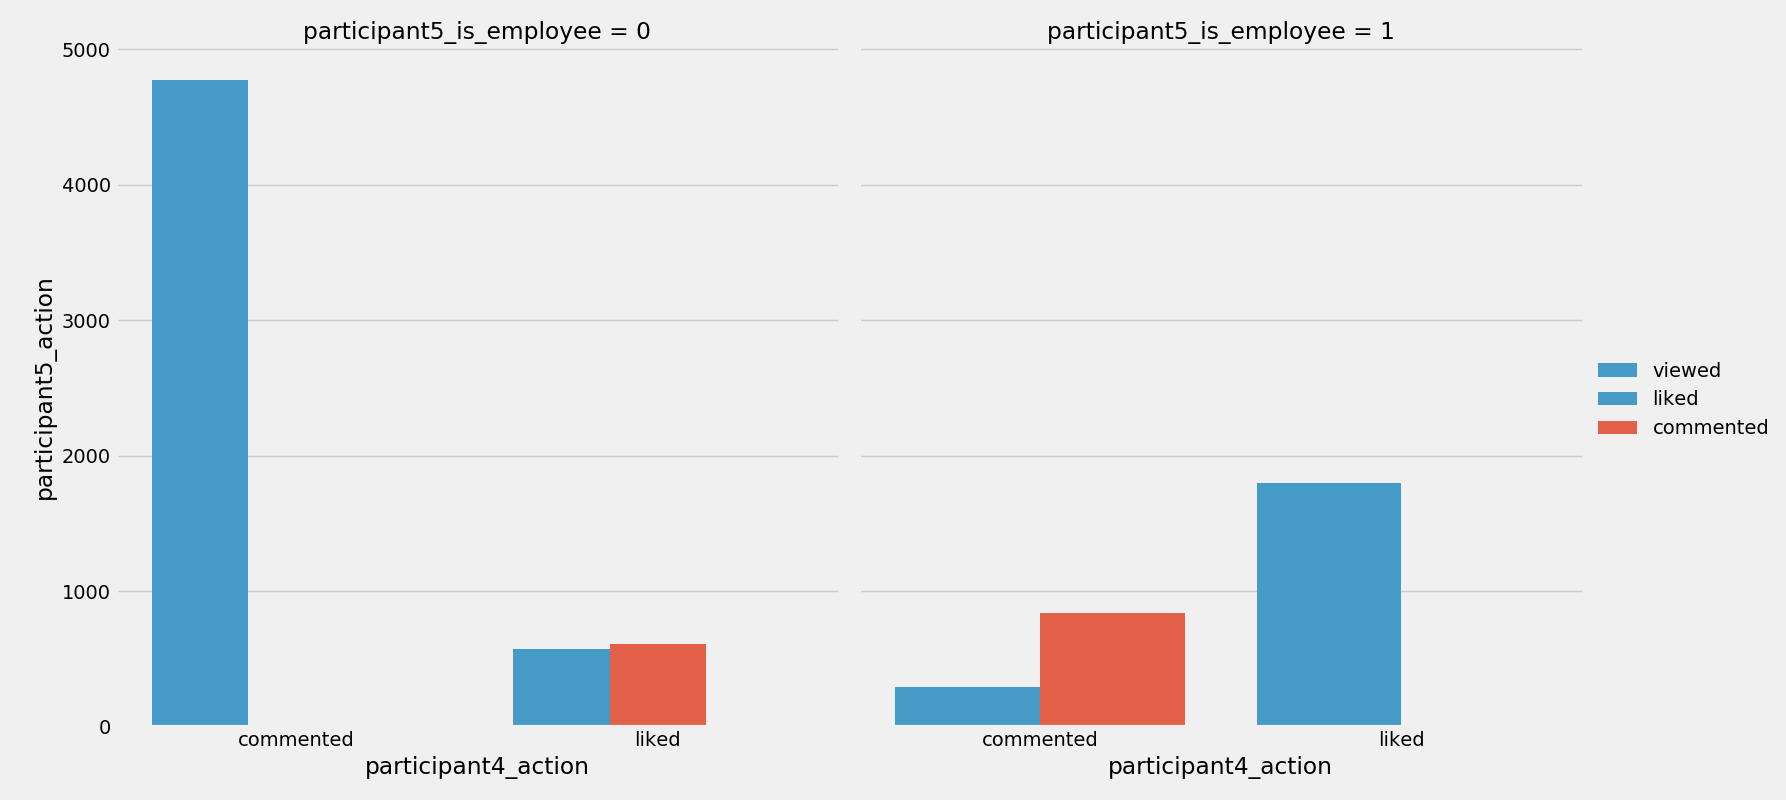 participant5_is_employee = 0
participant5_is_employee = 1
5000
4000
3000
2000
1000
0
participant5_action
commented
liked
commented
liked
participant4_action
participant4_action
viewed
liked
commented